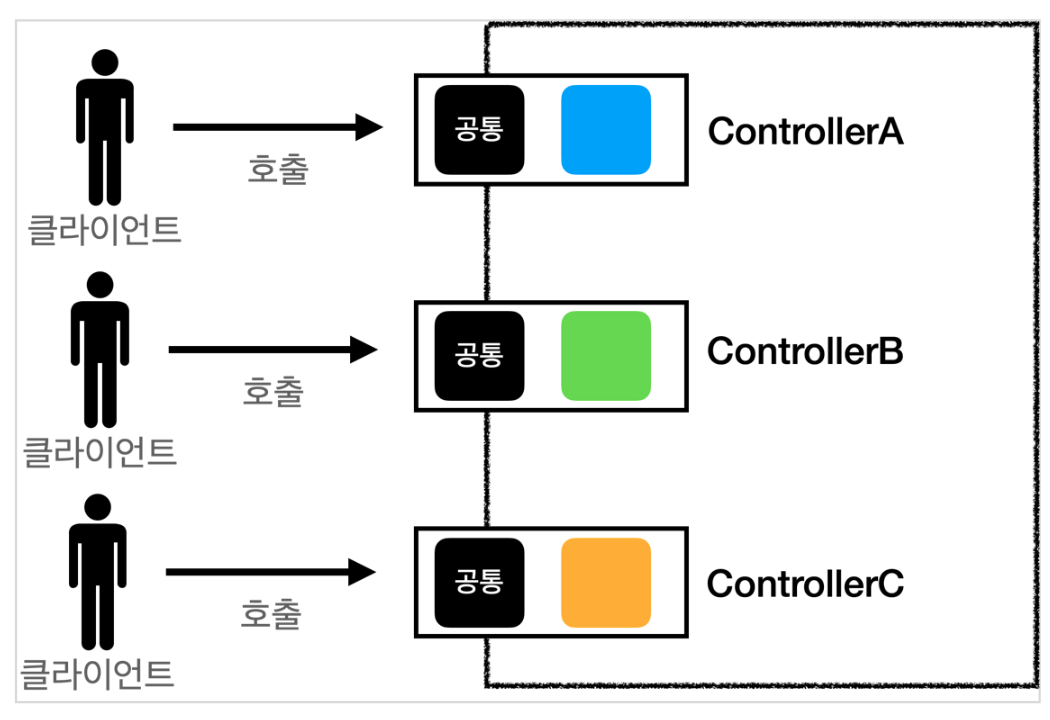 공통
ControllerA
호출
클라이언트
공통
ControllerB
호출
클라이언트
공통
ControllerC
호출
클라이언트